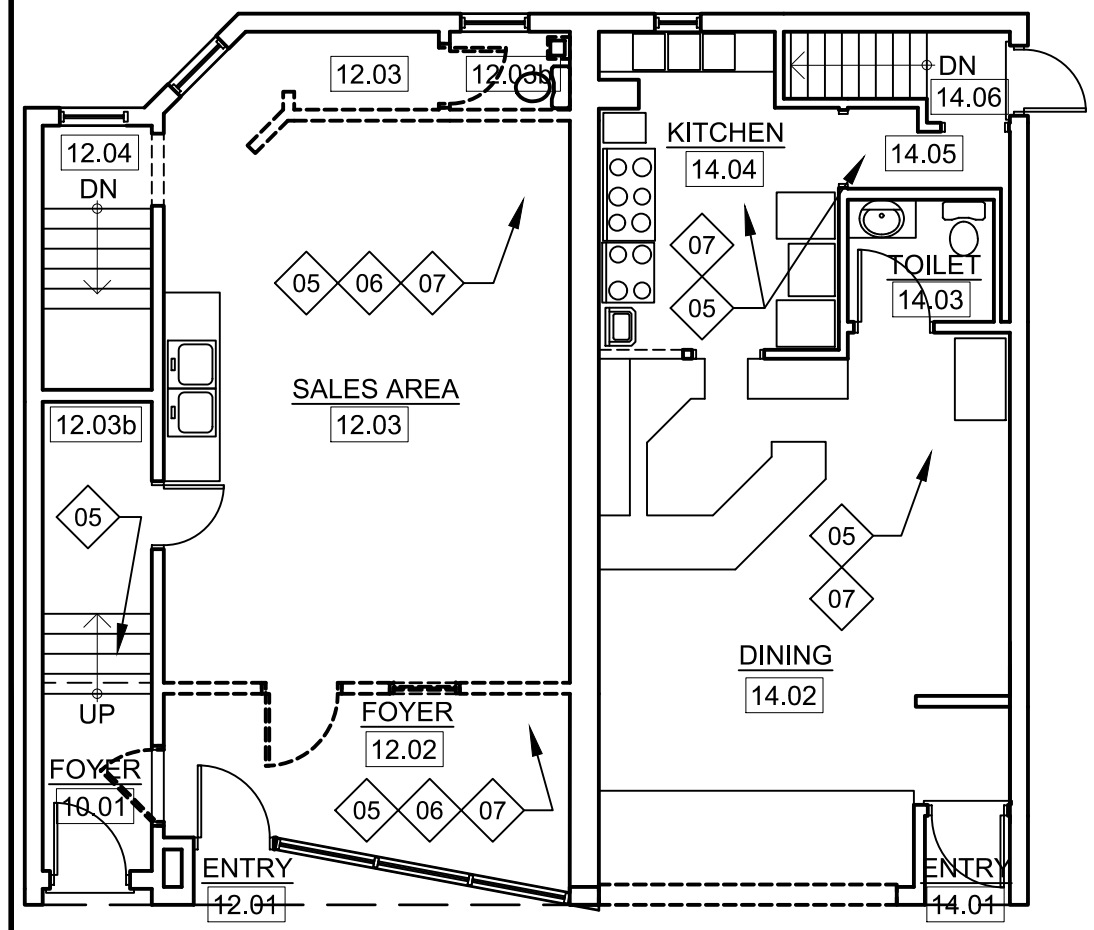 12.03
12.03b
DN
14.06
KITCHEN
14.04
14.05
12.04
DN
07
05
TOILET
14.03
05
06
07
SALES AREA
12.03
12.03b
05
05
07
DINING
14.02
UP
FOYER
12.02
FOYER
10.01
05
06
07
ENTRY
12.01
ENTRY
14.01